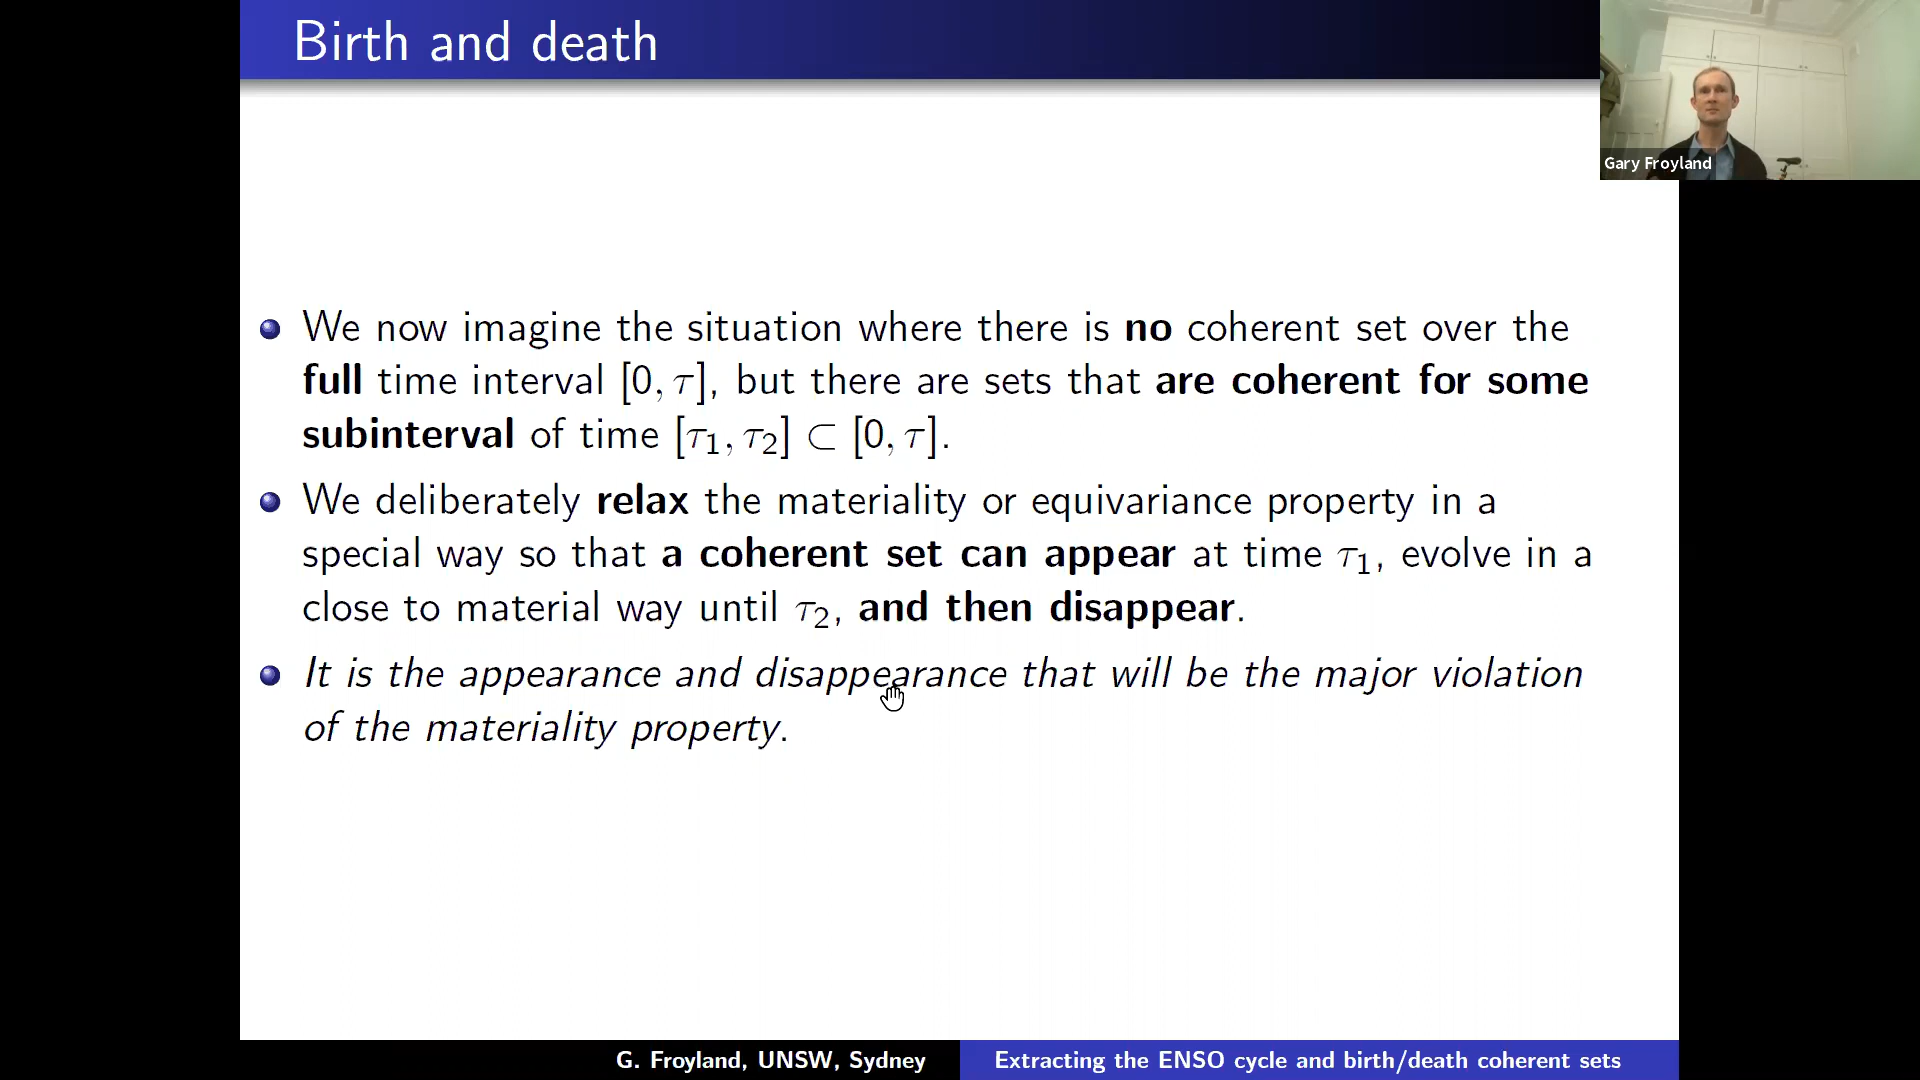 Birth and death
Gary Froyland
We now imagine the situation where there is no coherent set over the
full time interval [0, τ], but there are sets that are coherent for some
subinterval of time [τ₁, τ₂] ⊂ [0, τ].
We deliberately relax the materiality or equivariance property in a
special way so that a coherent set can appear at time τ₁, evolve in a
close to material way until τ₂, and then disappear.
It is the appearance and disappearance that will be the major violation
of the materiality property.
G. Froyland, UNSW, Sydney
Extracting the ENSO cycle and birth/death coherent sets